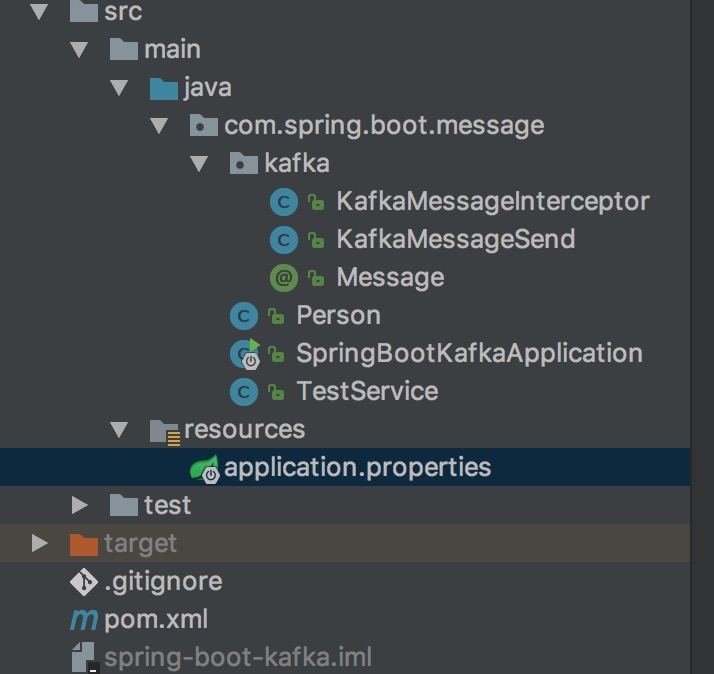 src
main
java
com.spring.boot.message
kafka
C KafkaMessageInterceptor
C KafkaMessageSend
@ Message
C Person
C SpringBootKafkaApplication
C TestService
resources
application.properties
test
target
.gitignore
m pom.xml
spring-boot-kafka.iml